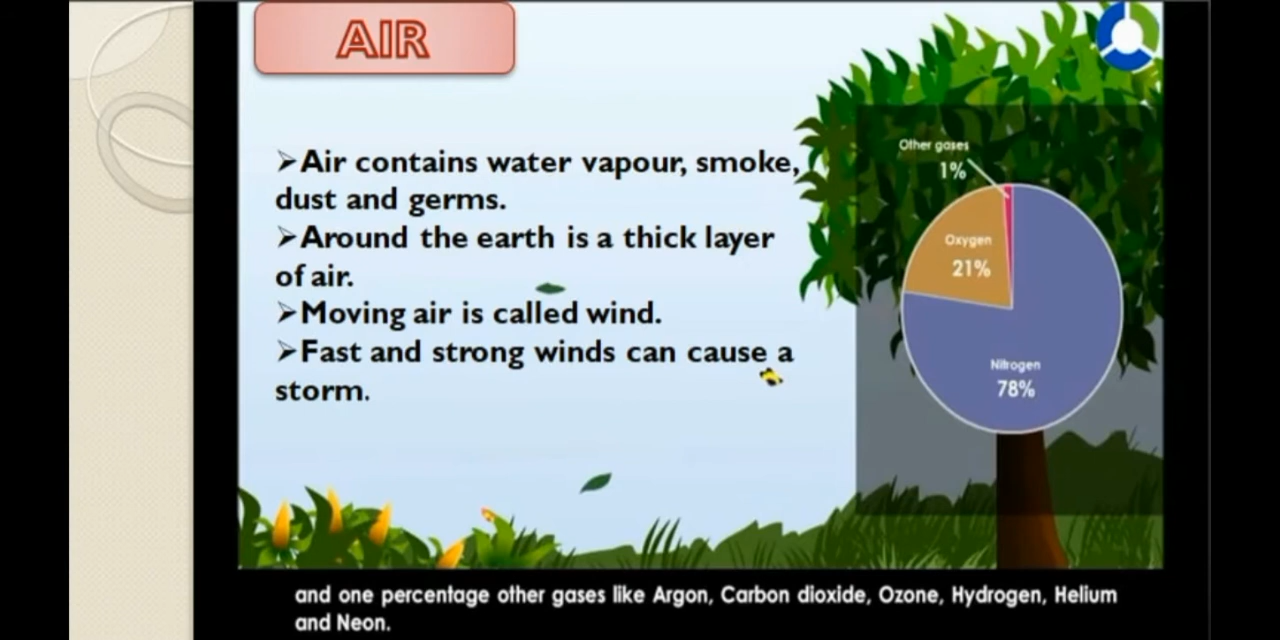 AIR
➢Air contains water vapour, smoke,
dust and germs.
➢Around the earth is a thick layer
of air.
➢Moving air is called wind.
➢Fast and strong winds can cause a
storm.
Other gases
1%
Oxygen
21%
Nitrogen
78%
and one percentage other gases like Argon, Carbon dioxide, Ozone, Hydrogen, Helium
and Neon.